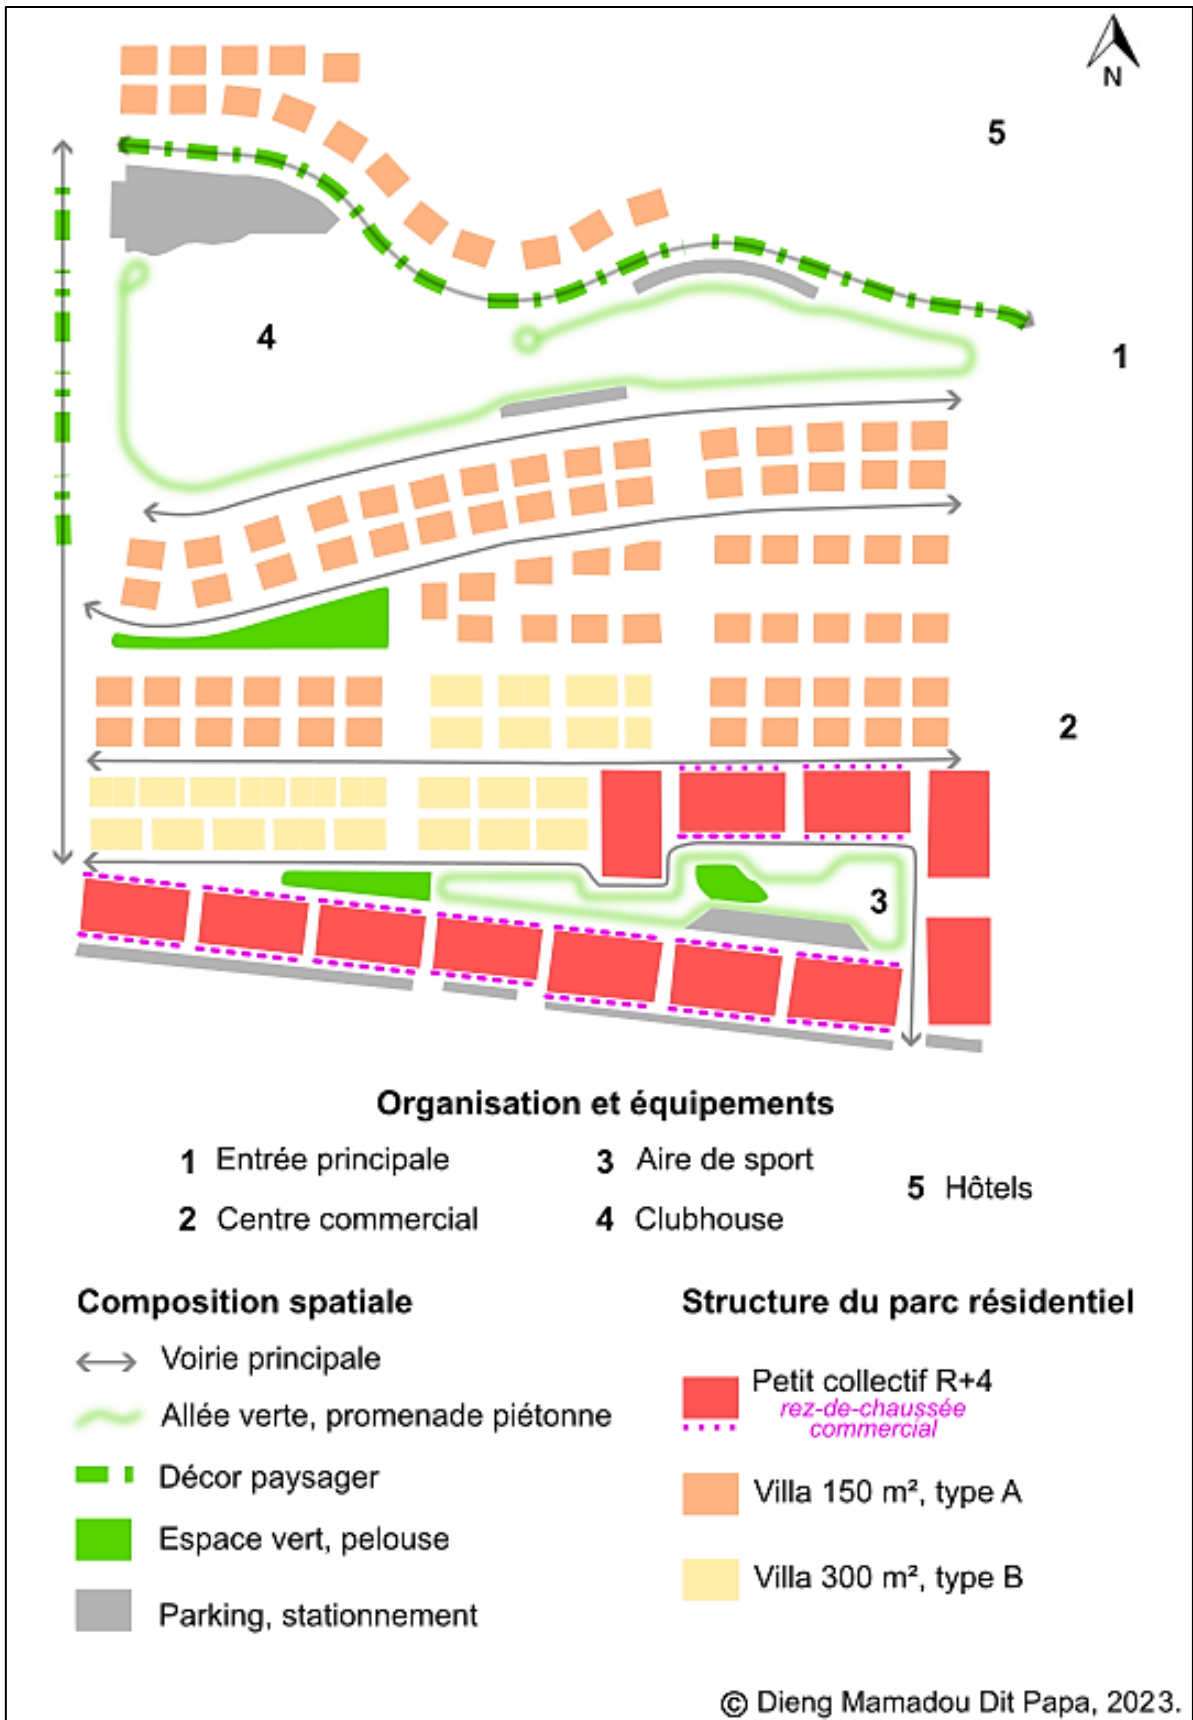 N
5
4
1
2
3
Organisation et équipements
1 Entrée principale
3 Aire de sport
5 Hôtels
2 Centre commercial
4 Clubhouse
Composition spatiale
Voirie principale
Allée verte, promenade piétonne
Décor paysager
Espace vert, pelouse
Parking, stationnement
Structure du parc résidentiel
Petit collectif R+4
rez-de-chaussée
commercial
Villa 150 m², type A
Villa 300 m², type B
© Dieng Mamadou Dit Papa, 2023.